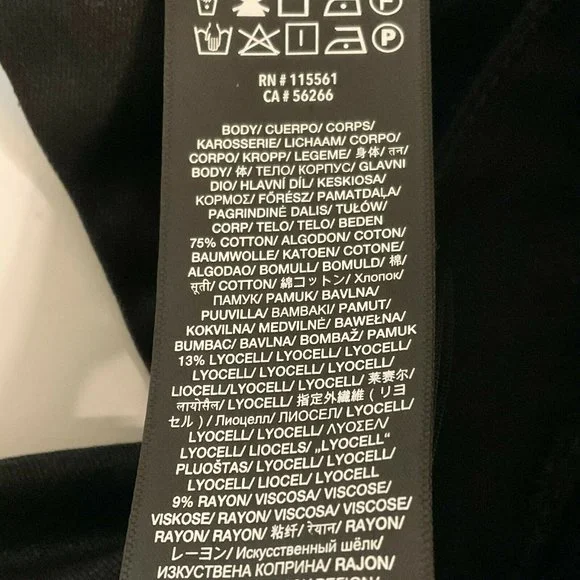 RN # 115561
CA # 56266
BODY/ CUERPO/ CORPS/
KAROSSERIE/ LICHAAM/ CORPO/
CORPO/ KROPP/ LEGEME/ 身体/ तन/
BODY/ 体/ ТЕЛО/ КОРПУС/ GLAVNI
DIO/ HLAVNÍ DÍL/ KESKIOSA/
ΚΟΡΜΟΣ/ FŐRÉSZ/ PAMATDAĻA/
PAGRINDINĖ DALIS/ TUŁÓW/
CORP/ TELO/ TELO/ BEDEN
75% COTTON/ ALGODON/ COTON/
BAUMWOLLE/ KATOEN/ COTONE/
ALGODAO/ BOMULL/ BOMULD/ 棉/
सूती/ COTTON/ 綿コットン/ Хлопок/
ПАМУК/ PAMUK/ BAVLNA/
PUUVILLA/ ΒΑΜΒΑΚΙ/ PAMUT/
KOKVILNA/ MEDVILNĖ/ BAWEŁNA/
BUMBAC/ BAVLNA/ BOMBAŽ/ PAMUK
13% LYOCELL/ LYOCELL/ LYOCELL/
LYOCELL/ LYOCELL/ LYOCELL/
LIOCELL/LYOCELL/ LYOCELL/ 莱赛尔/
लायोसैल/ LYOCELL/ 指定外繊維（リヨ
セル）/ Лиоцелл/ ЛИОСЕЛ/ LYOCELL/
LYOCELL/ LYOCELL/ ΛΥΟΣΕΛ/
LYOCELL/ LIOCELS/ „LYOCELL“
PLUOŠTAS/ LYOCELL/ LYOCELL/
LYOCELL/ LIOCEL/ LYOCELL
9% RAYON/ VISCOSA/ VISCOSE/
VISKOSE/ RAYON/ VISCOSA/ VISCOSE/
RAYON/ RAYON/ 粘纤/ रेयान/ RAYON/
レーヨン/ Искусственный шёлк/
ИЗКУСТВЕНА КОПРИНА/ RAJON/